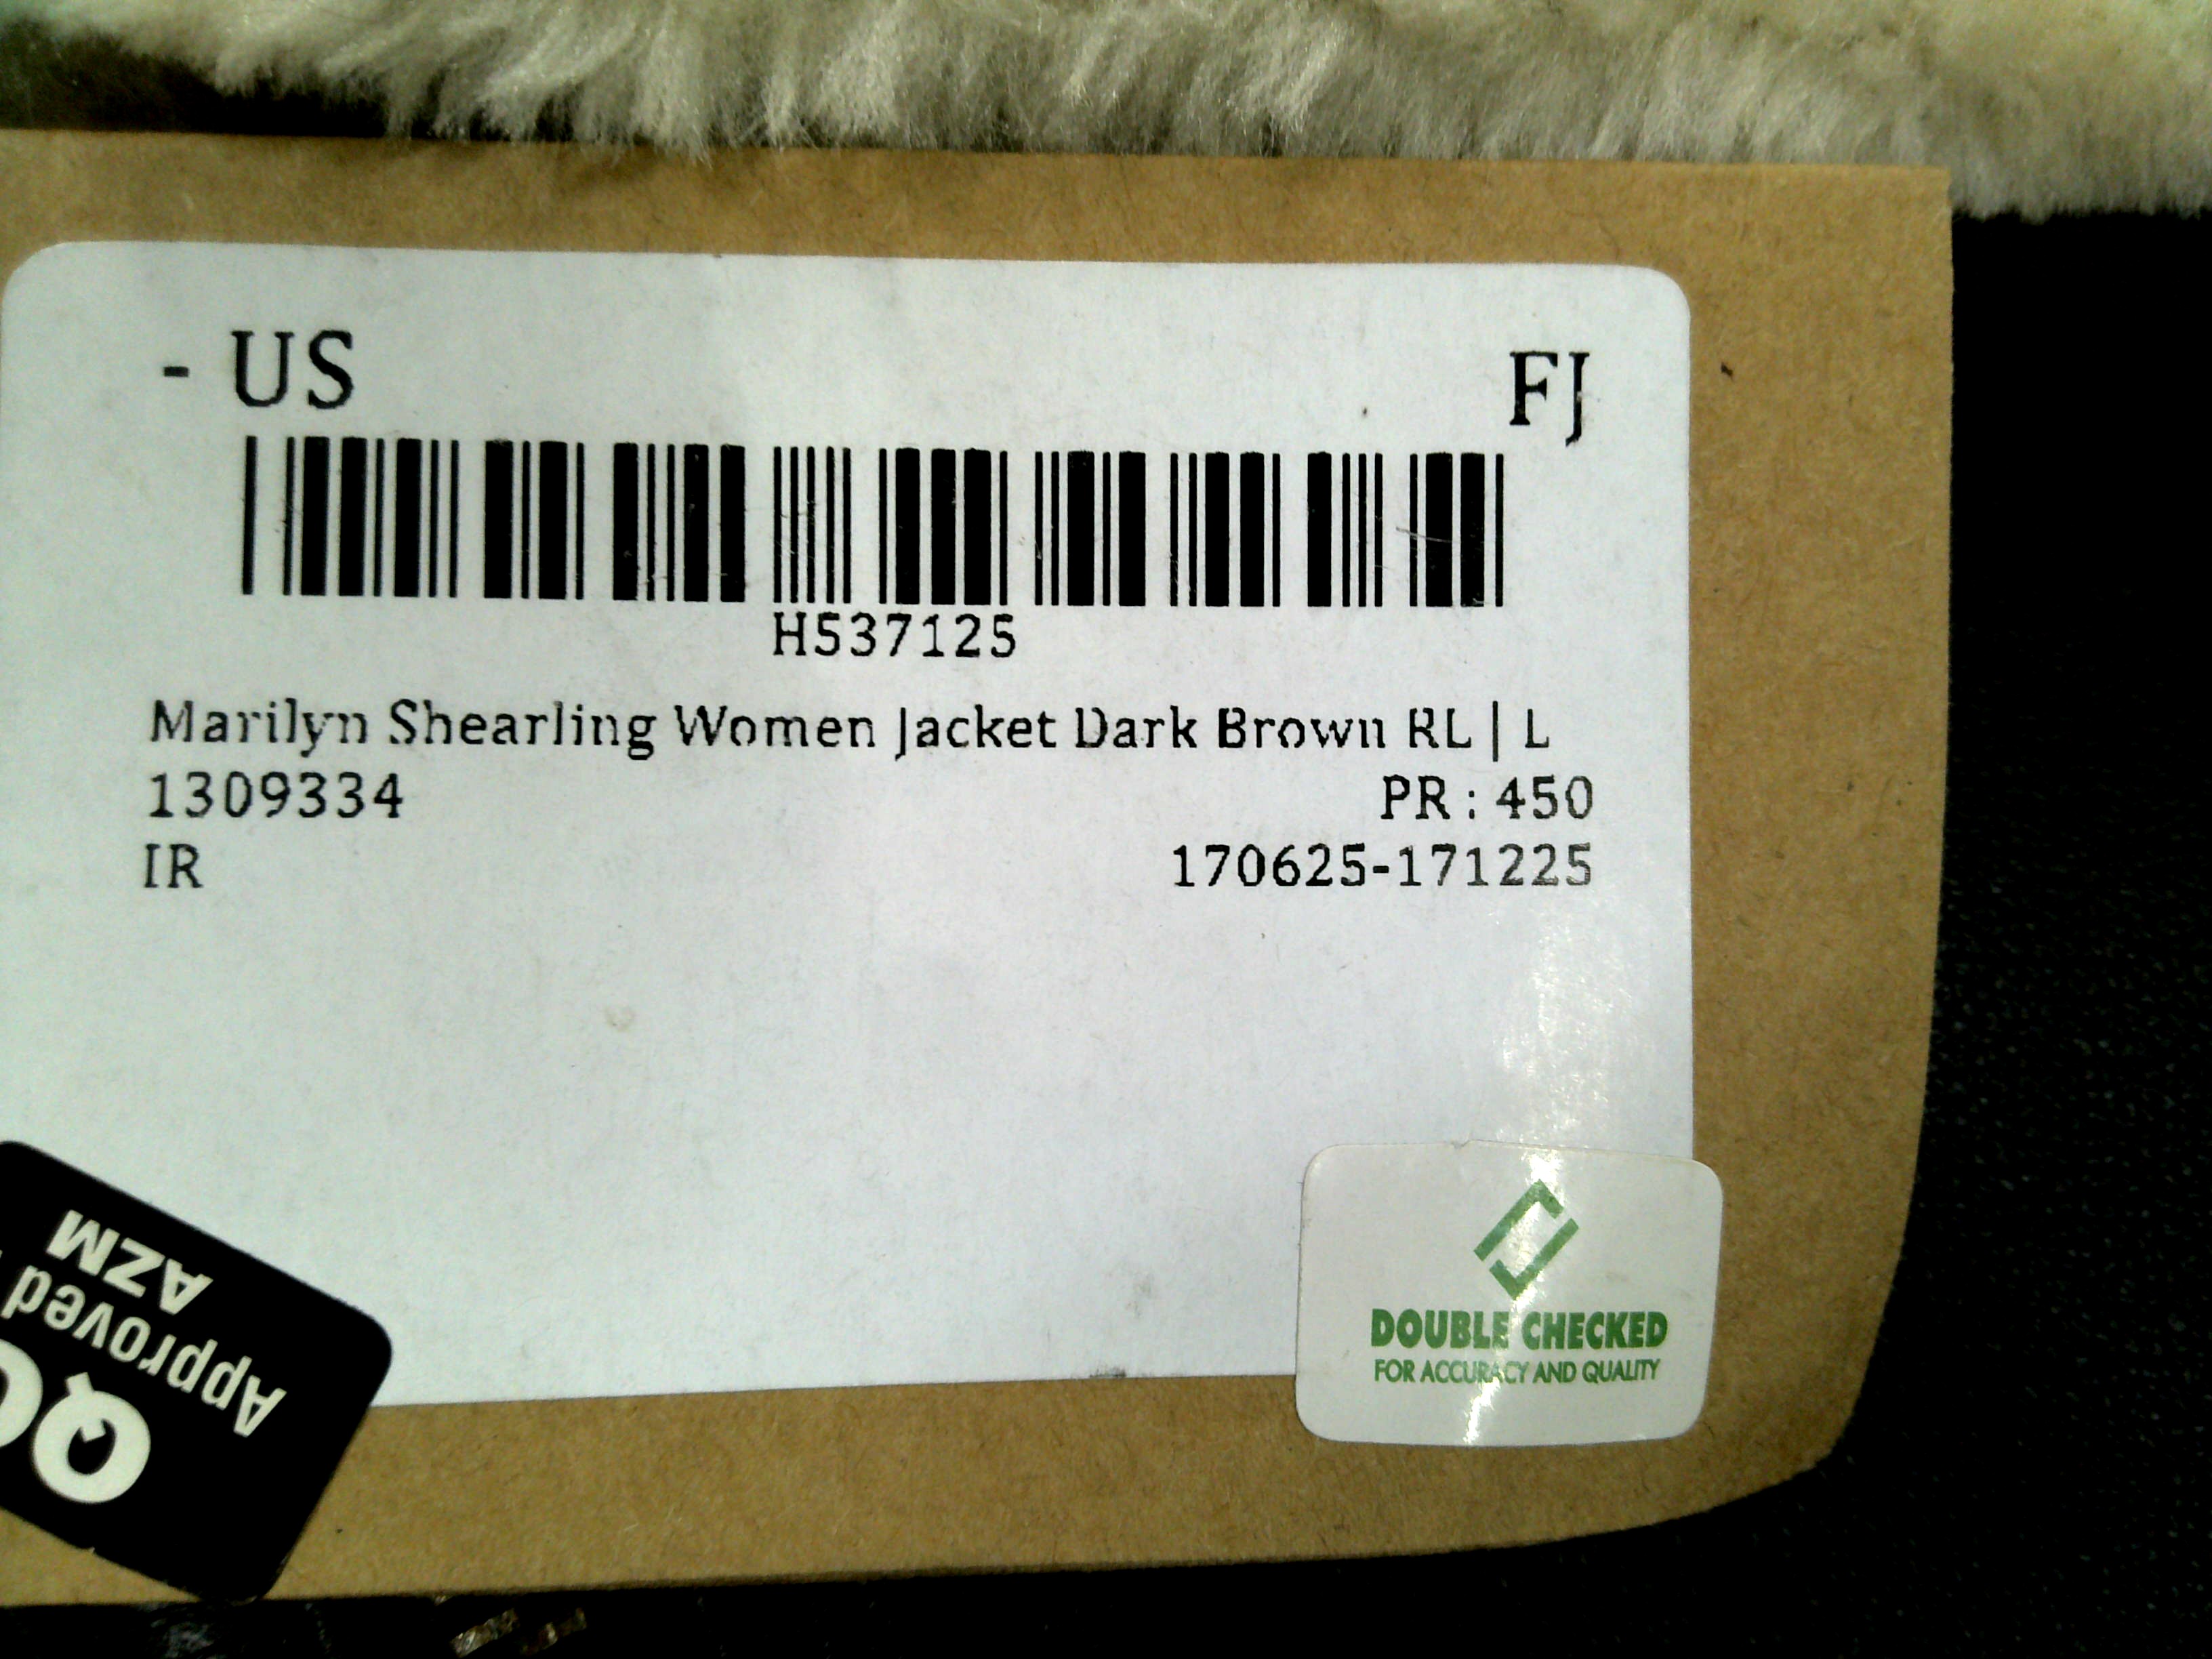 - US
FJ
H537125
Marilyn Shearling Women Jacket Dark Brown RL | L
1309334
PR : 450
IR
170625-171225
DOUBLE CHECKED
FOR ACCURACY AND QUALITY
Approved
AZM